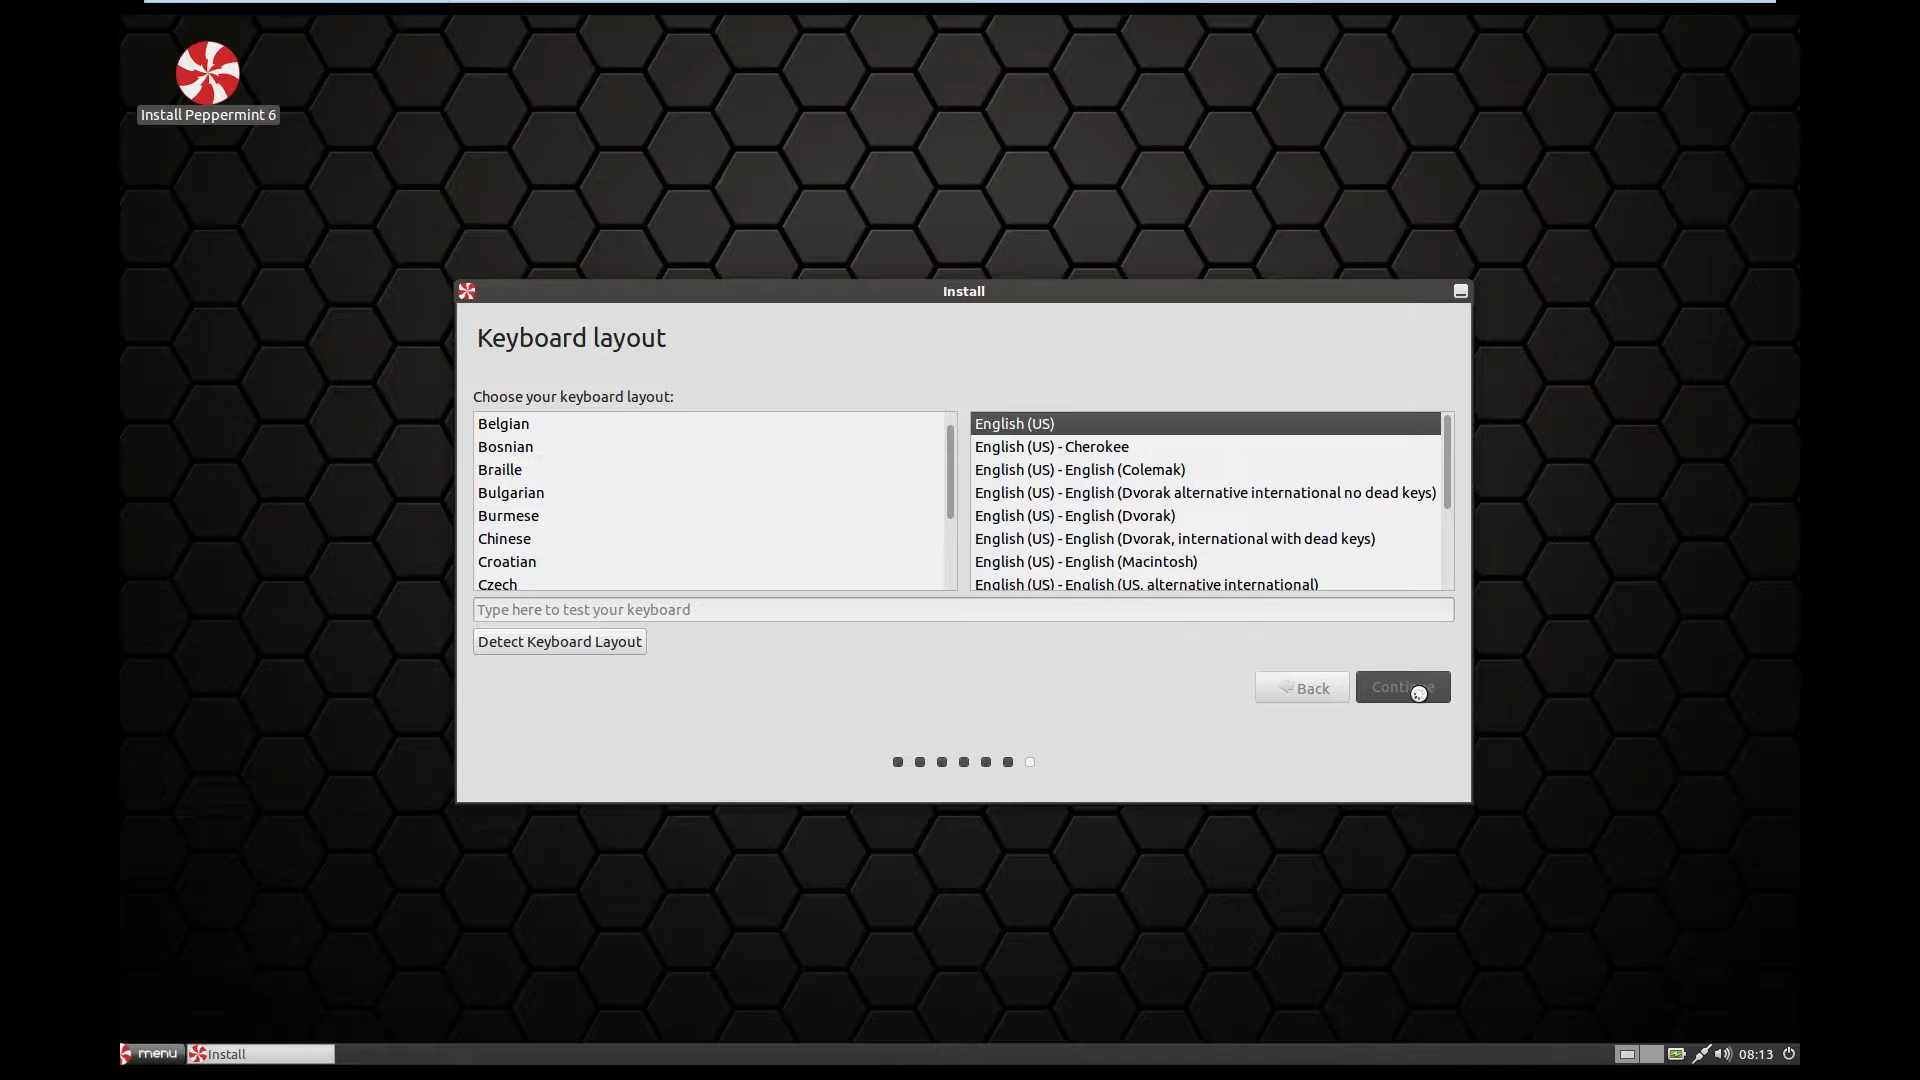 Install Peppermint 6
Install
Keyboard layout
Choose your keyboard layout:
Belgian
Bosnian
Braille
Bulgarian
Burmese
Chinese
Croatian
Czech
English (US)
English (US) - Cherokee
English (US) - English (Colemak)
English (US) - English (Dvorak alternative international no dead keys)
English (US) - English (Dvorak)
English (US) - English (Dvorak, international with dead keys)
English (US) - English (Macintosh)
English (US) - English (US, alternative international)
Type here to test your keyboard
Detect Keyboard Layout
Back
Continue
menu
Install
08:13